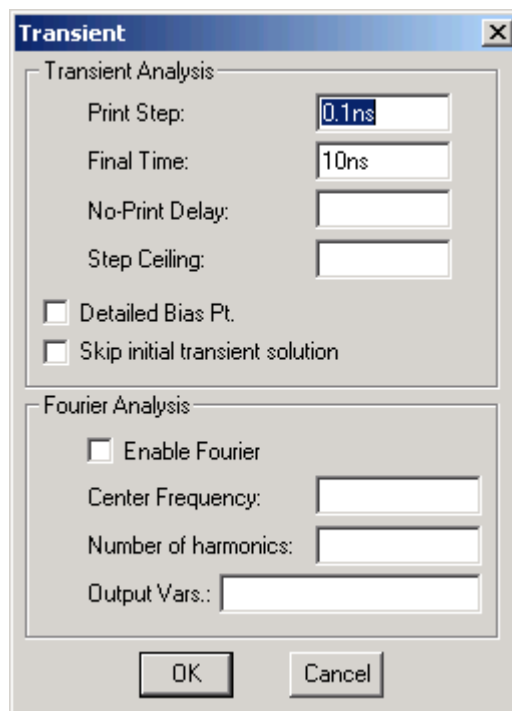 Transient
Transient Analysis
Print Step: 0.1ns
Final Time: 10ns
No-Print Delay:
Step Ceiling:
Detailed Bias Pt.
Skip initial transient solution
Fourier Analysis
Enable Fourier
Center Frequency:
Number of harmonics:
Output Vars.:
OK Cancel